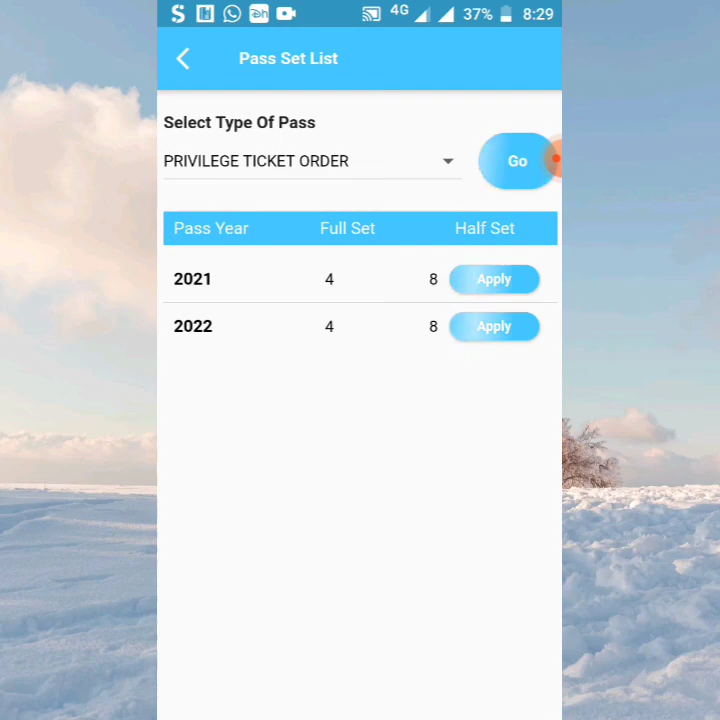 4G 37% 8:29
Pass Set List
Select Type Of Pass
PRIVILEGE TICKET ORDER
Go
Pass Year Full Set Half Set
2021 4 8 Apply
2022 4 8 Apply